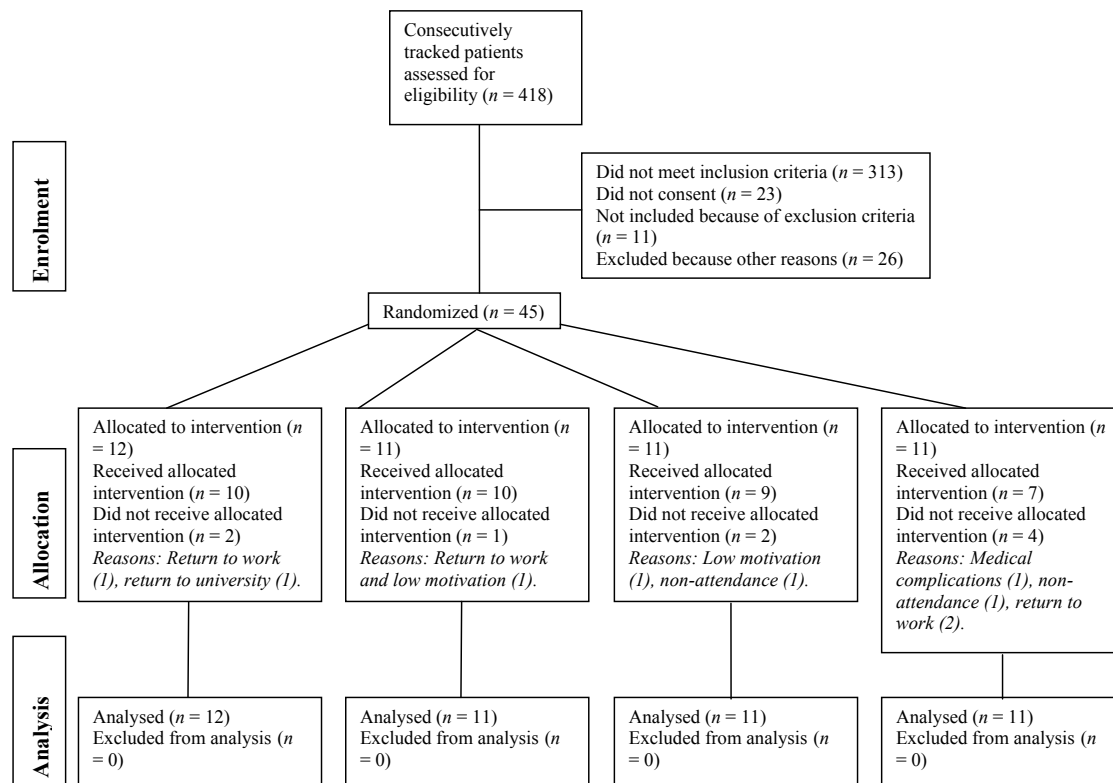 Consecutively
tracked patients
assessed for
eligibility (n = 418)
Enrolment
Did not meet inclusion criteria (n = 313)
Did not consent (n = 23)
Not included because of exclusion criteria
(n = 11)
Excluded because other reasons (n = 26)
Randomized (n = 45)
Allocation
Allocated to intervention (n
= 12)
Received allocated
intervention (n = 10)
Did not receive allocated
intervention (n = 2)
Reasons: Return to work
(1), return to university (1).
Allocated to intervention (n
= 11)
Received allocated
intervention (n = 10)
Did not receive allocated
intervention (n = 1)
Reasons: Return to work
and low motivation (1).
Allocated to intervention (n
= 11)
Received allocated
intervention (n = 9)
Did not receive allocated
intervention (n = 2)
Reasons: Low motivation
(1), non-attendance (1).
Allocated to intervention (n
= 11)
Received allocated
intervention (n = 7)
Did not receive allocated
intervention (n = 4)
Reasons: Medical
complications (1), non-
attendance (1), return to
work (2).
Analysis
Analysed (n = 12)
Excluded from analysis (n
= 0)
Analysed (n = 11)
Excluded from analysis (n
= 0)
Analysed (n = 11)
Excluded from analysis (n
= 0)
Analysed (n = 11)
Excluded from analysis (n
= 0)